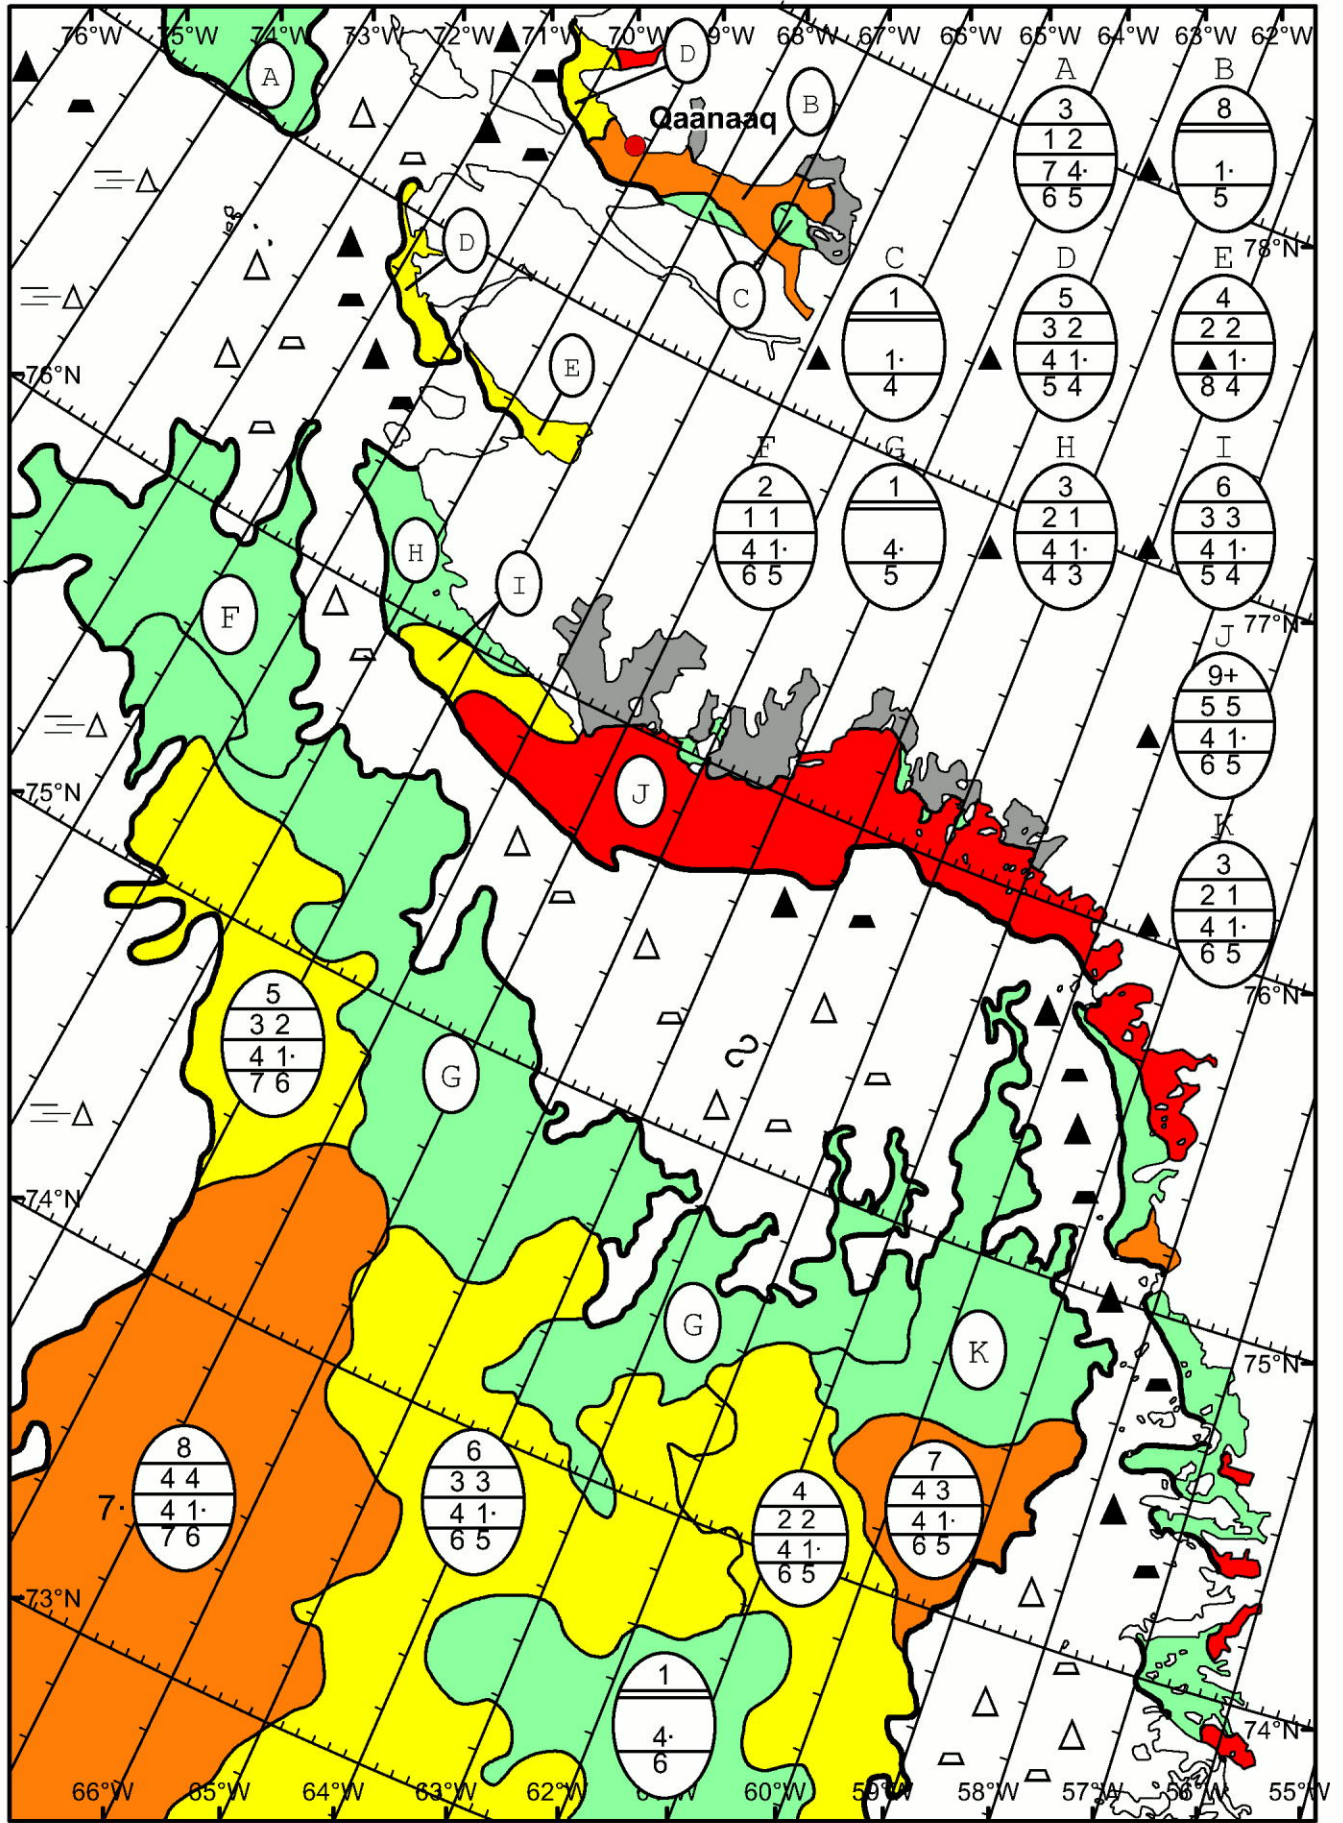 76°W 75°W 74°W 73°W 72°W 71°W 70°W 69°W 68°W 67°W 66°W 65°W 64°W 63°W 62°W
D
A
B
Qaanaaq
A
3
1 2
7 4·
6 5
B
8
1·
5
D
C
78°N
C
1
1·
4
D
5
3 2
4 1·
5 4
E
4
2 2
1·
8 4
E
76°N
F
2
1 1
4 1·
6 5
G
1
4·
5
H
3
2 1
4 1·
4 3
I
6
3 3
4 1·
5 4
H
I
F
77°N
J
9+
5 5
4 1·
6 5
J
75°N
K
3
2 1
4 1·
6 5
76°N
5
3 2
4 1·
7 6
G
74°N
G
K
75°N
8
4 4
4 1·
7 6
7·
6
3 3
4 1·
6 5
4
2 2
4 1·
6 5
7
4 3
4 1·
6 5
73°N
1
4·
6
74°N
66°W 65°W 64°W 63°W 62°W 61°W 60°W 59°W 58°W 57°W 56°W 55°W